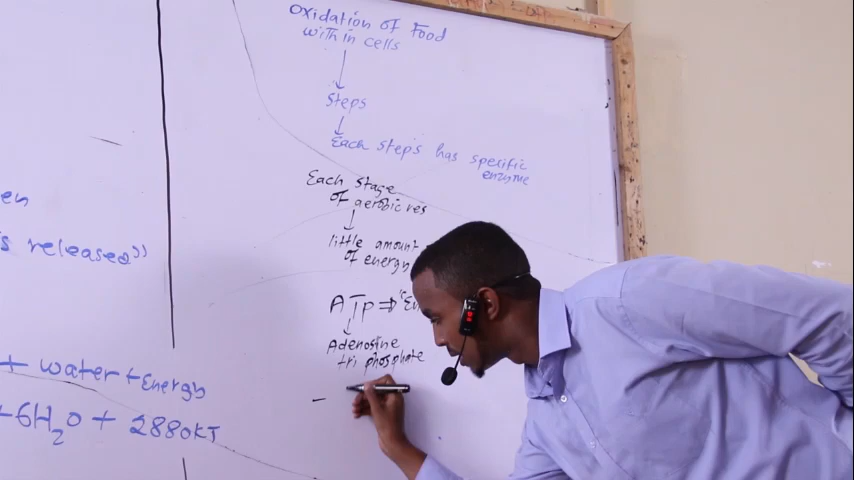 Oxidation of Food
with in cells
Steps
Each steps has specific
enzyme
Each stage
of aerobic res
little amount
of energy
ATP ⇒ "En
Adenosine
tri phosphate
-
en
s released"
+ water + Energy
+6H2O + 2880KJ